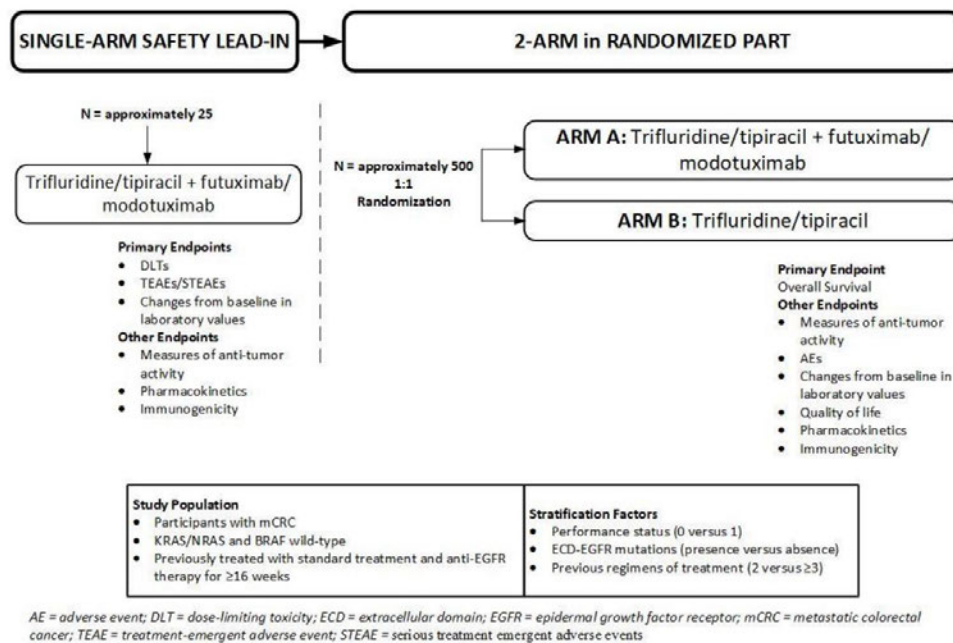 SINGLE-ARM SAFETY LEAD-IN
2-ARM in RANDOMIZED PART
N = approximately 25
Trifluridine/tipiracil + futuximab/
modotuximab
Primary Endpoints
• DLTs
• TEAEs/STEAEs
• Changes from baseline in
laboratory values
Other Endpoints
• Measures of anti-tumor
activity
• Pharmacokinetics
• Immunogenicity
N = approximately 500
1:1
Randomization
ARM A: Trifluridine/tipiracil + futuximab/
modotuximab
ARM B: Trifluridine/tipiracil
Primary Endpoint
Overall Survival
Other Endpoints
• Measures of anti-tumor
activity
• AEs
• Changes from baseline in
laboratory values
• Quality of life
• Pharmacokinetics
• Immunogenicity
Study Population
• Participants with mCRC
• KRAS/NRAS and BRAF wild-type
• Previously treated with standard treatment and anti-EGFR
therapy for ≥16 weeks
Stratification Factors
• Performance status (0 versus 1)
• ECD-EGFR mutations (presence versus absence)
• Previous regimens of treatment (2 versus ≥3)
AE = adverse event; DLT = dose-limiting toxicity; ECD = extracellular domain; EGFR = epidermal growth factor receptor; mCRC = metastatic colorectal
cancer; TEAE = treatment-emergent adverse event; STEAE = serious treatment emergent adverse events